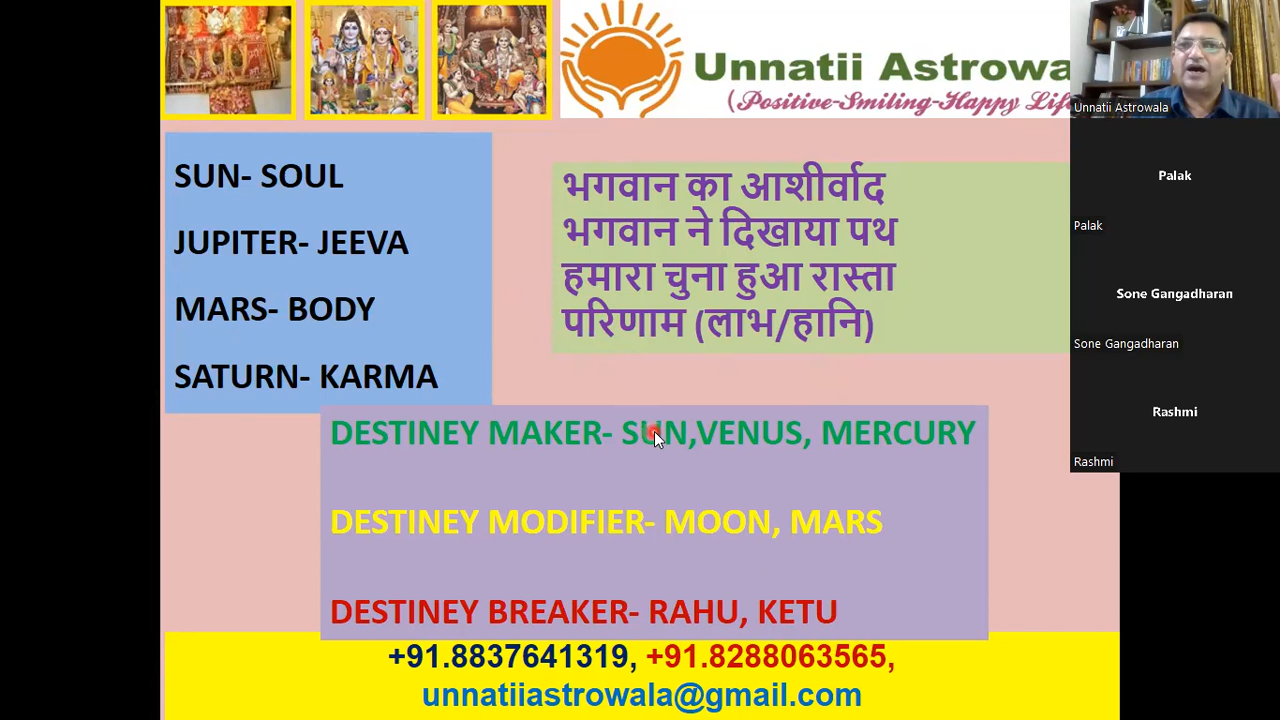 Unnatii Astrowa
(Positive-Smiling-Happy Lif
Unnatii Astrowala
SUN- SOUL
JUPITER- JEEVA
MARS- BODY
SATURN- KARMA
भगवान का आशीर्वाद
भगवान ने दिखाया पथ
हमारा चुना हुआ रास्ता
परिणाम (लाभ/हानि)
Palak
Palak
Sone Gangadharan
Sone Gangadharan
Rashmi
Rashmi
DESTINEY MAKER- SUN,VENUS, MERCURY
DESTINEY MODIFIER- MOON, MARS
DESTINEY BREAKER- RAHU, KETU
+91.8837641319, +91.8288063565,
unnatiiastrowala@gmail.com